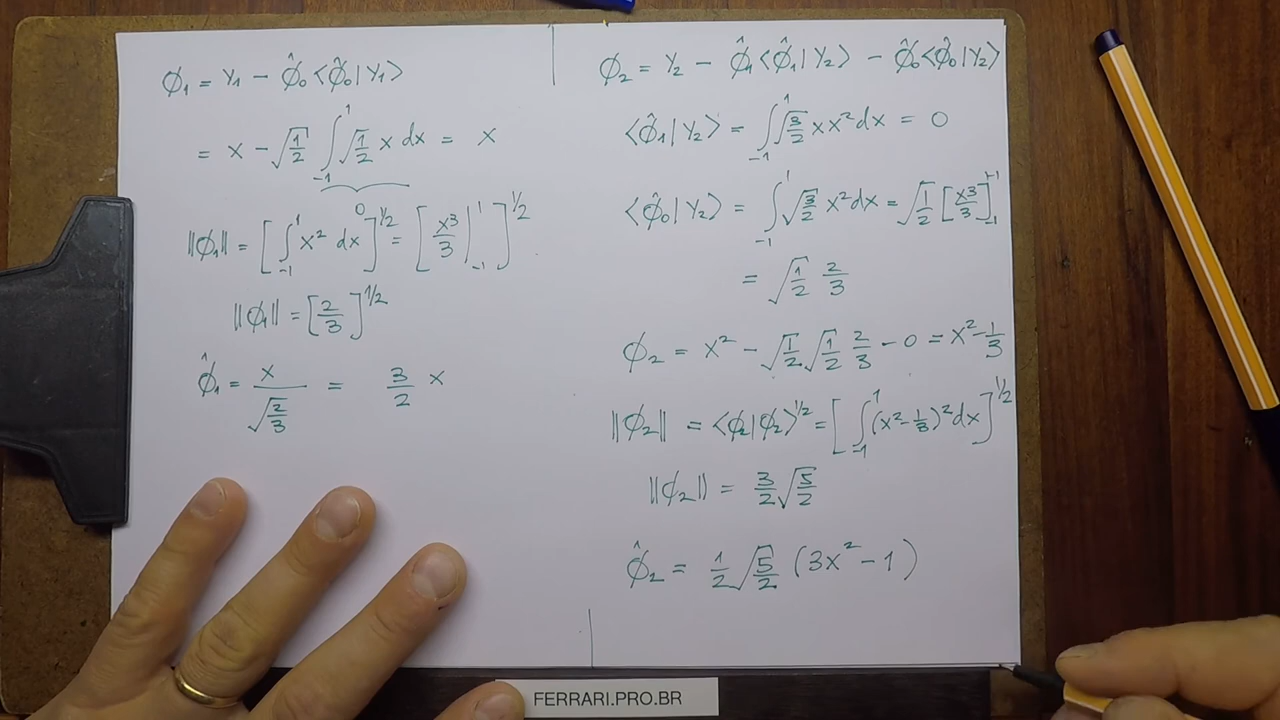 ϕ₁ = Y₁ − ϕ̂₀⟨ϕ̂₀|Y₁⟩
= x − √(1/2) ∫₋₁¹ √(1/2) x dx = x
0
‖ϕ₁‖ = [∫₋₁¹ x² dx]^(1/2) = [x³/3 |₋₁¹]^(1/2)
‖ϕ₁‖ = [2/3]^(1/2)
ϕ̂₁ = x/√(2/3) = 3/2 x
ϕ₂ = Y₂ − ϕ̂₁⟨ϕ̂₁|Y₂⟩ − ϕ̂₀⟨ϕ̂₀|Y₂⟩
⟨ϕ̂₁|Y₂⟩ = ∫₋₁¹ √(3/2) x x² dx = 0
⟨ϕ̂₀|Y₂⟩ = ∫₋₁¹ √(3/2) x² dx = √(1/2) [x³/3]₋₁¹
= √(1/2) 2/3
ϕ₂ = x² − √(1/2) √(1/2) 2/3 − 0 = x² − 1/3
‖ϕ₂‖ = ⟨ϕ₂|ϕ₂⟩^(1/2) = [∫₋₁¹ (x² − 1/3)² dx]^(1/2)
‖ϕ₂‖ = 3/2 √(5/2)
ϕ̂₂ = 1/2 √(5/2) (3x² − 1)
FERRARI.PRO.BR